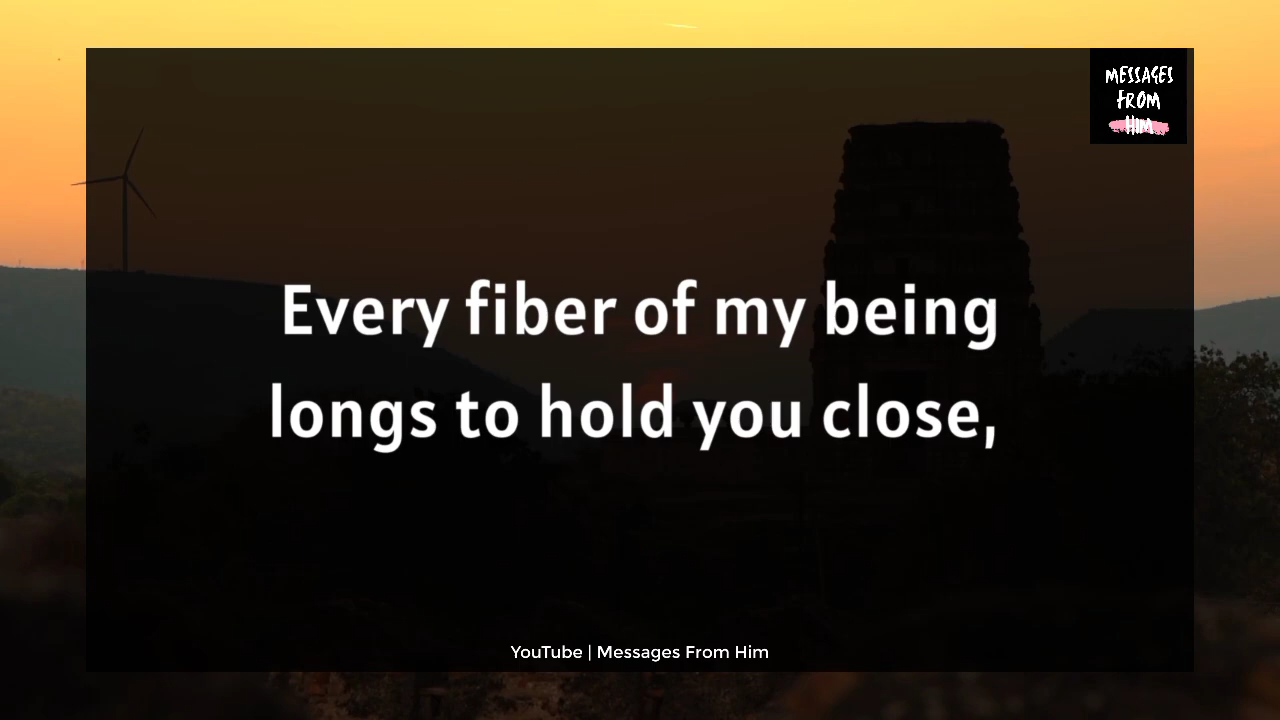 MESSAGES
FROM
HIM
Every fiber of my being
longs to hold you close,
YouTube | Messages From Him